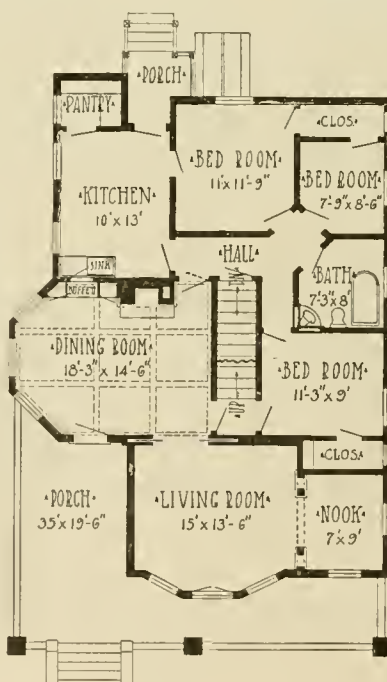 PORCH
PANTRY
CLOS.
BED ROOM
11'x11'-9"
BED ROOM
7'-9"x8'-6"
KITCHEN
10'x13'
HALL
SINK
BUFFET
BATH
7'-3"x8'
DINING ROOM
18'-3" x 14'-6"
BED ROOM
11'-3"x9'
UP
CLOS.
PORCH
35'x19'-6"
LIVING ROOM
15'x13'-6"
NOOK
7'x9'